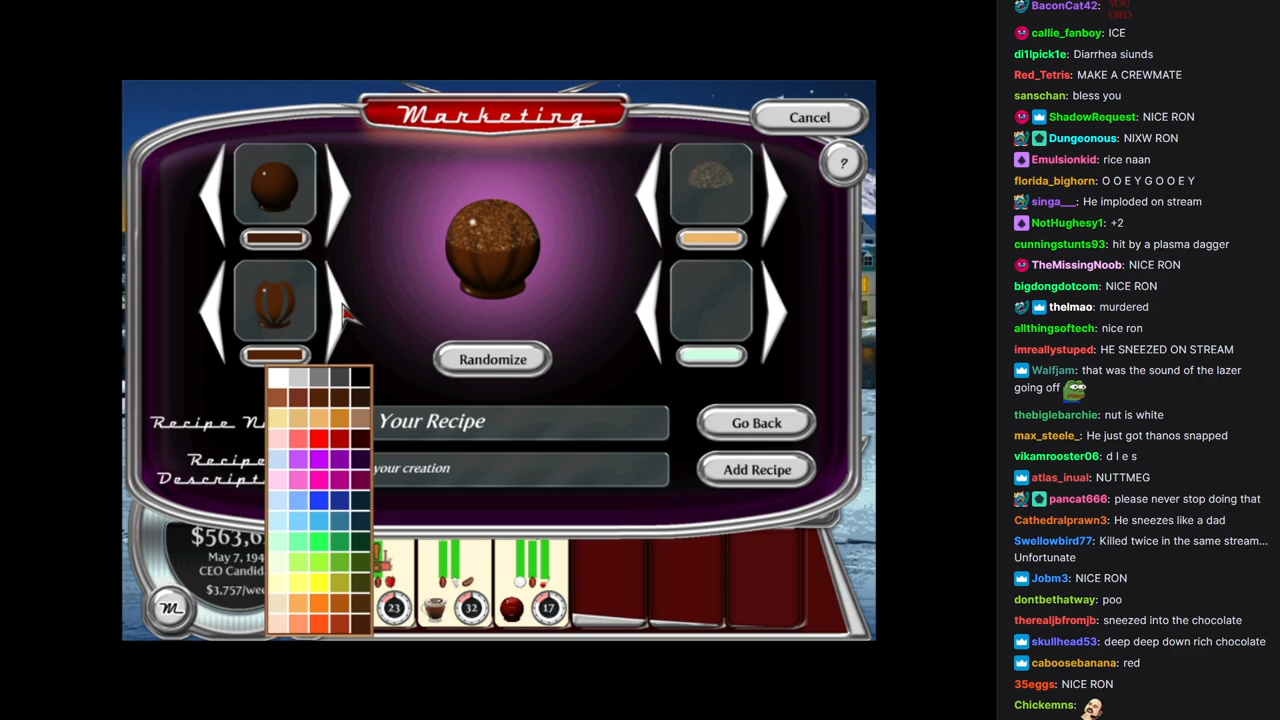 Marketing
Cancel
?
Randomize
Your Recipe
Recipe
your creation
Go Back
Add Recipe
May 7, 194
CEO Candid
$3,757/wee
23
32
17
BaconCat42:
YOU DIED
callie_fanboy: ICE
di1lpick1e: Diarrhea siunds
Red_Tetris: MAKE A CREWMATE
sanschan: bless you
ShadowRequest: NICE RON
Dungeonous: NIXW RON
Emulsionkid: rice naan
florida_bighorn: O O E Y G O O E Y
singa___: He imploded on stream
NotHughesy1: +2
cunningstunts93: hit by a plasma dagger
TheMissingNoob: NICE RON
bigdongdotcom: NICE RON
thelmao: murdered
allthingsoftech: nice ron
imreallystuped: HE SNEEZED ON STREAM
Walfjam: that was the sound of the lazer
going off
thebiglebarchie: nut is white
max_steele_: He just got thanos snapped
vikamrooster06: d I e s
atlas_inual: NUTTMEG
pancat666: please never stop doing that
Cathedralprawn3: He sneezes like a dad
Swellowbird77: Killed twice in the same stream...
Unfortunate
Jobm3: NICE RON
dontbethatway: poo
therealjbfromjb: sneezed into the chocolate
skullhead53: deep deep down rich chocolate
caboosebanana: red
35eggs: NICE RON
Chickemns: